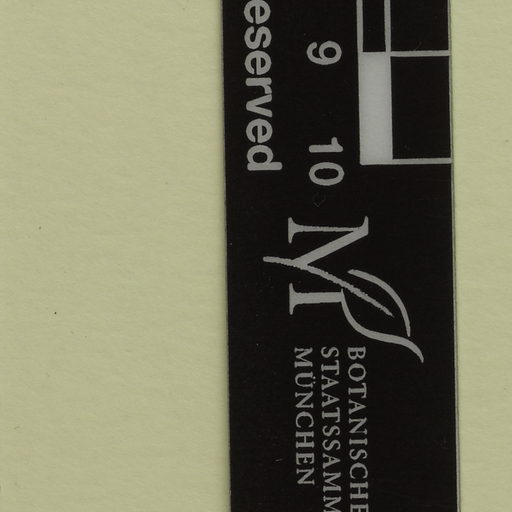 eserved
9 10
M
BOTANISCHE
STAATSSAMM
MÜNCHEN